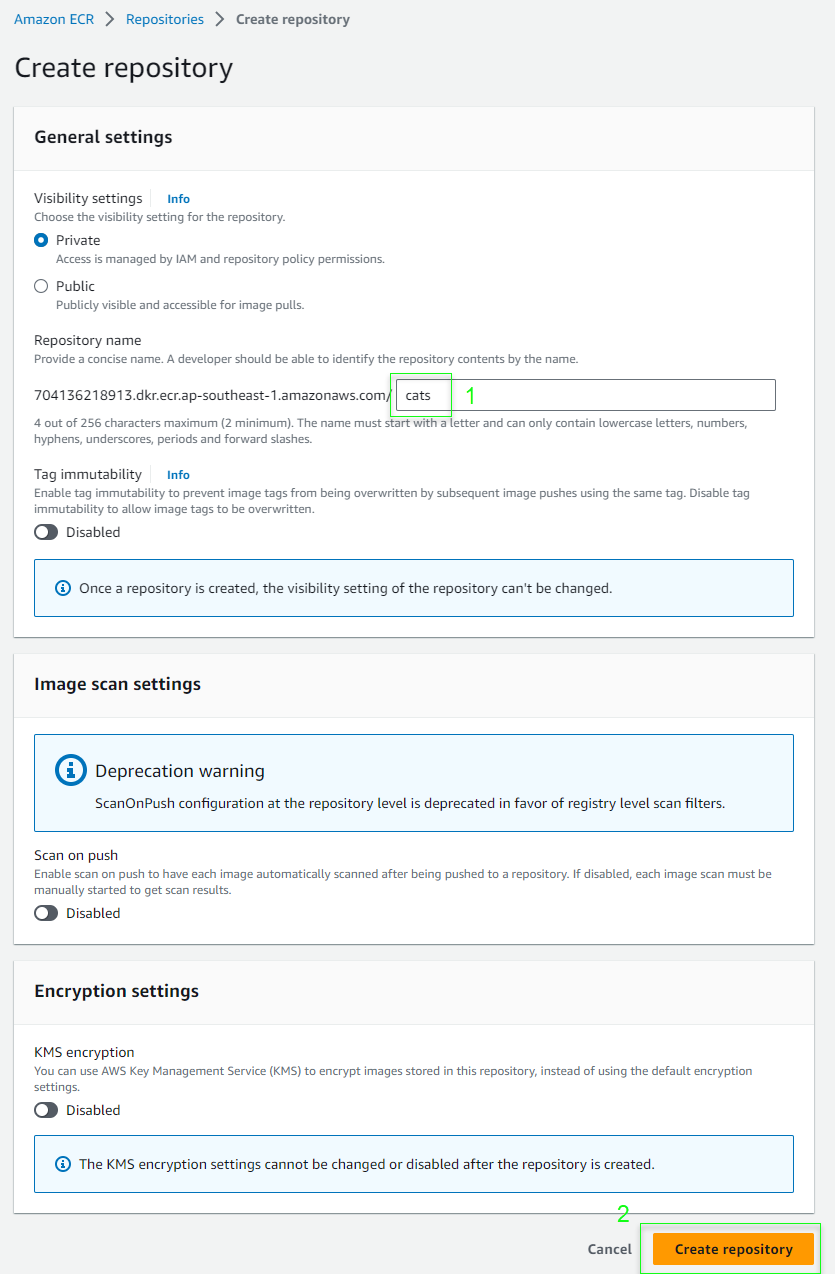 Amazon ECR > Repositories > Create repository
Create repository
General settings
Visibility settings Info
Choose the visibility setting for the repository.
Private
Access is managed by IAM and repository policy permissions.
Public
Publicly visible and accessible for image pulls.
Repository name
Provide a concise name. A developer should be able to identify the repository contents by the name.
704136218913.dkr.ecr.ap-southeast-1.amazonaws.com/ cats 1
4 out of 256 characters maximum (2 minimum). The name must start with a letter and can only contain lowercase letters, numbers,
hyphens, underscores, periods and forward slashes.
Tag immutability Info
Enable tag immutability to prevent image tags from being overwritten by subsequent image pushes using the same tag. Disable tag
immutability to allow image tags to be overwritten.
Disabled
Once a repository is created, the visibility setting of the repository can't be changed.
Image scan settings
Deprecation warning
ScanOnPush configuration at the repository level is deprecated in favor of registry level scan filters.
Scan on push
Enable scan on push to have each image automatically scanned after being pushed to a repository. If disabled, each image scan must be
manually started to get scan results.
Disabled
Encryption settings
KMS encryption
You can use AWS Key Management Service (KMS) to encrypt images stored in this repository, instead of using the default encryption
settings.
Disabled
The KMS encryption settings cannot be changed or disabled after the repository is created.
2
Cancel Create repository